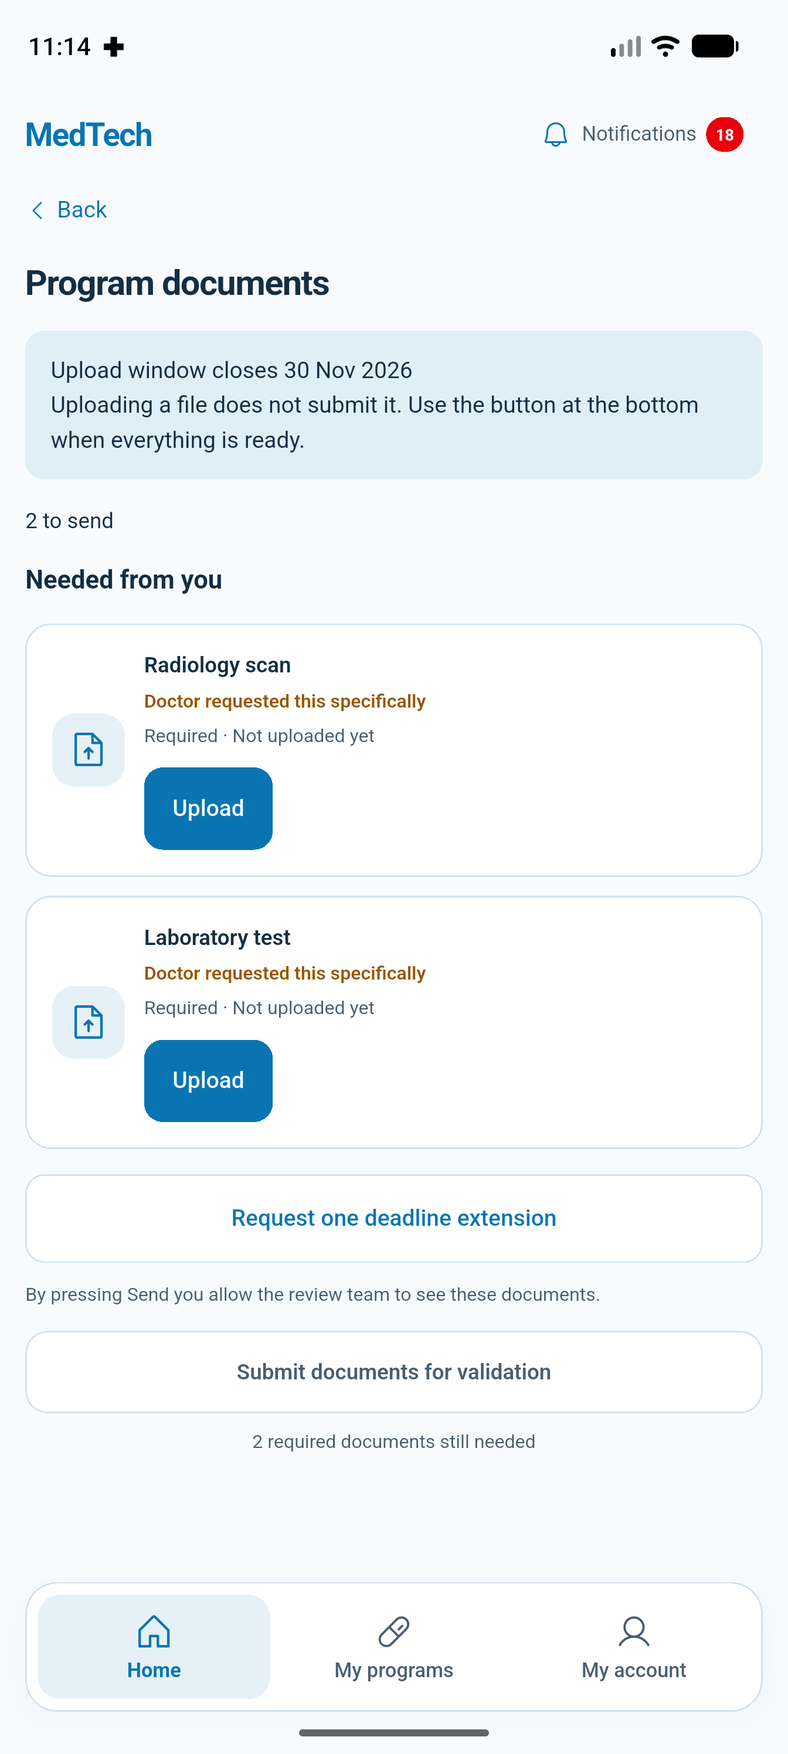 11:14
MedTech
Notifications 18
Back
Program documents
Upload window closes 30 Nov 2026
Uploading a file does not submit it. Use the button at the bottom
when everything is ready.
2 to send
Needed from you
Radiology scan
Doctor requested this specifically
Required · Not uploaded yet
Upload
Laboratory test
Doctor requested this specifically
Required · Not uploaded yet
Upload
Request one deadline extension
By pressing Send you allow the review team to see these documents.
Submit documents for validation
2 required documents still needed
Home
My programs
My account